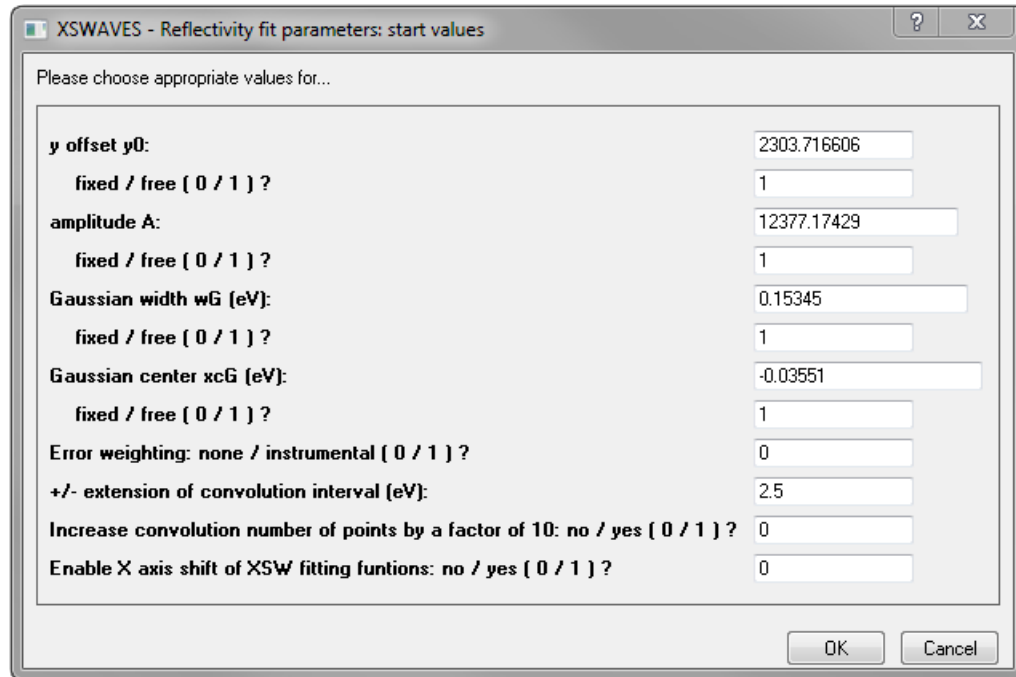 XSWAVES - Reflectivity fit parameters: start values
?
Please choose appropriate values for...
y offset y0: 2303.716606
fixed / free ( 0 / 1 ) ? 1
amplitude A: 12377.17429
fixed / free ( 0 / 1 ) ? 1
Gaussian width wG (eV): 0.15345
fixed / free ( 0 / 1 ) ? 1
Gaussian center xcG (eV): -0.03551
fixed / free ( 0 / 1 ) ? 1
Error weighting: none / instrumental ( 0 / 1 ) ? 0
+/- extension of convolution interval (eV): 2.5
Increase convolution number of points by a factor of 10: no / yes ( 0 / 1 ) ? 0
Enable X axis shift of XSW fitting funtions: no / yes ( 0 / 1 ) ? 0
OK Cancel